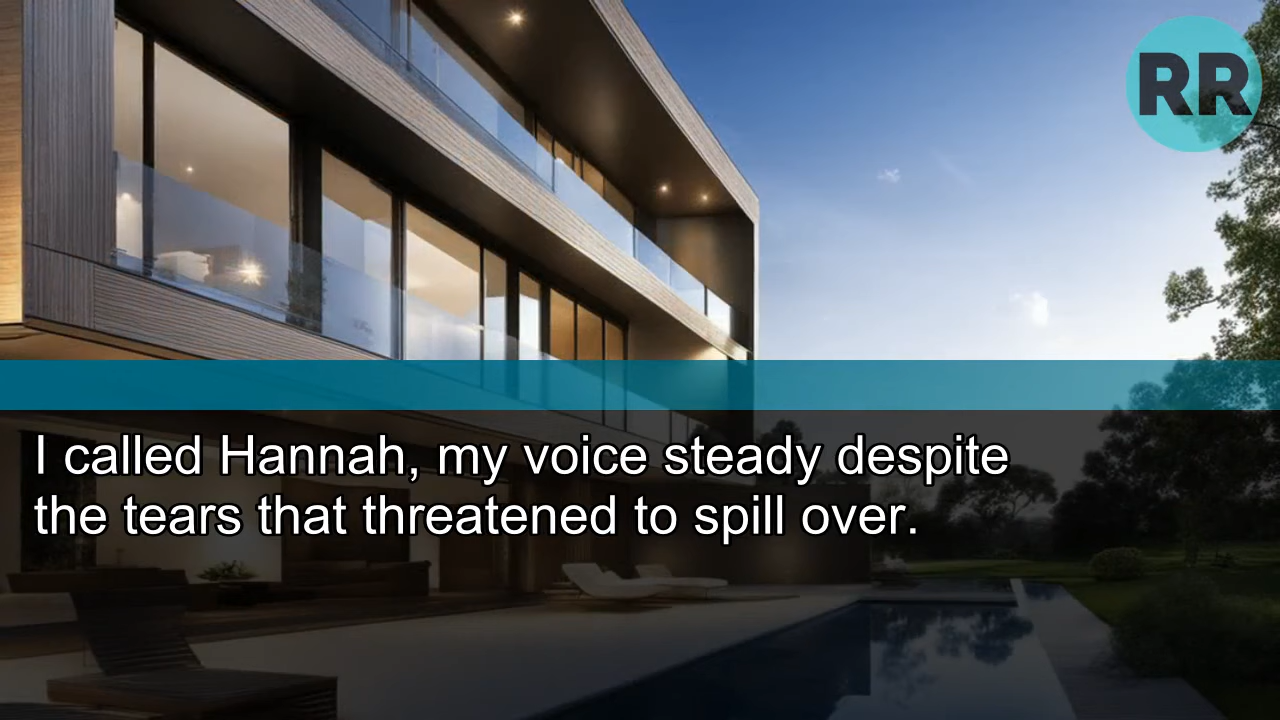 RR
I called Hannah, my voice steady despite
the tears that threatened to spill over.